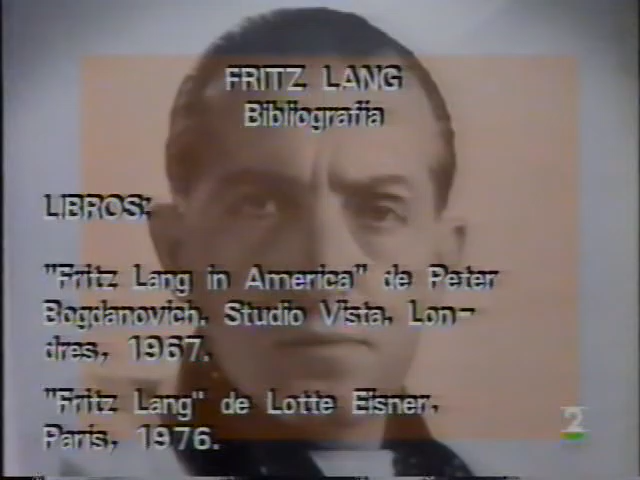 FRITZ LANG
Bibliografía
LIBROS:
"Fritz Lang in America" de Peter
Bogdanovich. Studio Vista. Lon-
dres, 1967.
"Fritz Lang" de Lotte Eisner.
París, 1976.
2